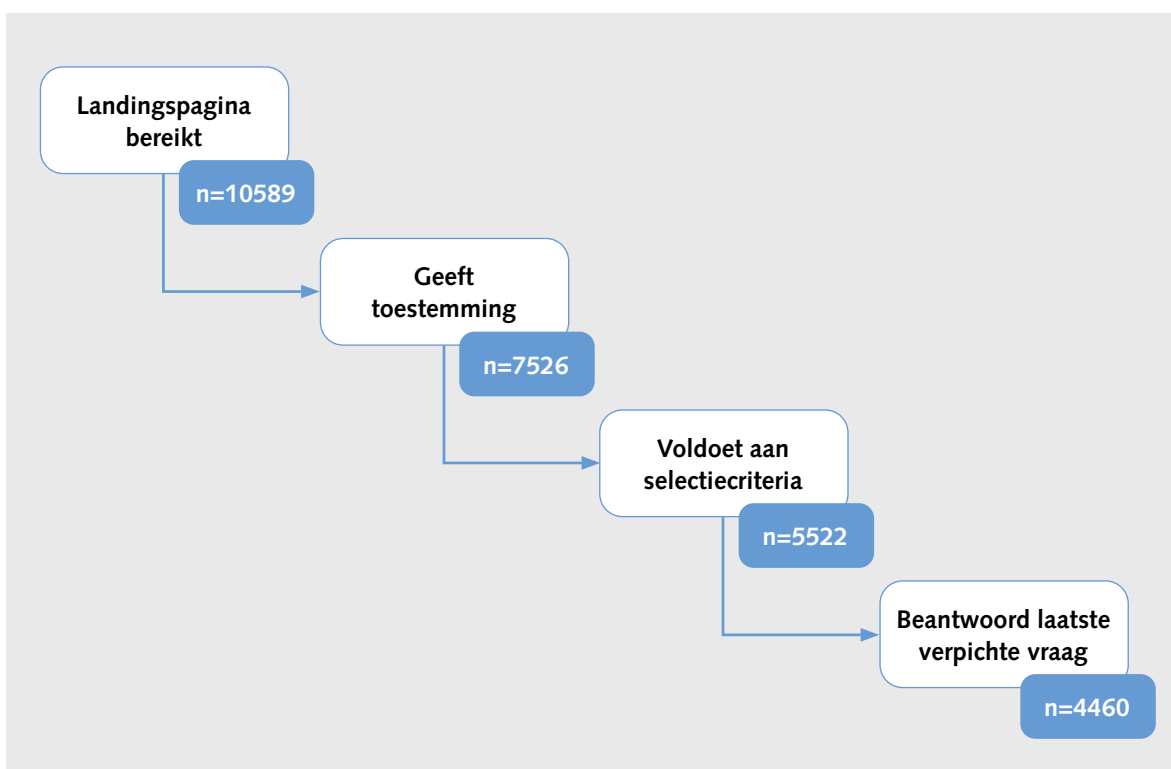 Landingspagina
bereikt
n=10589
Geeft
toestemming
n=7526
Voldoet aan
selectiecriteria
n=5522
Beantwoord laatste
verpichte vraag
n=4460